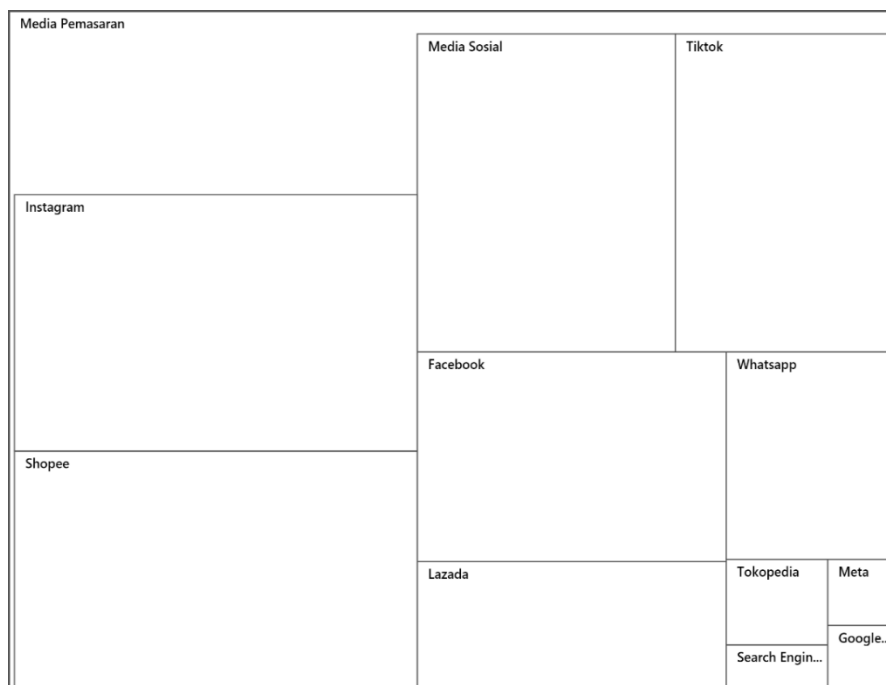 Media Pemasaran
Media Sosial
Tiktok
Instagram
Facebook
Whatsapp
Shopee
Lazada
Tokopedia
Meta
Google..
Search Engin...